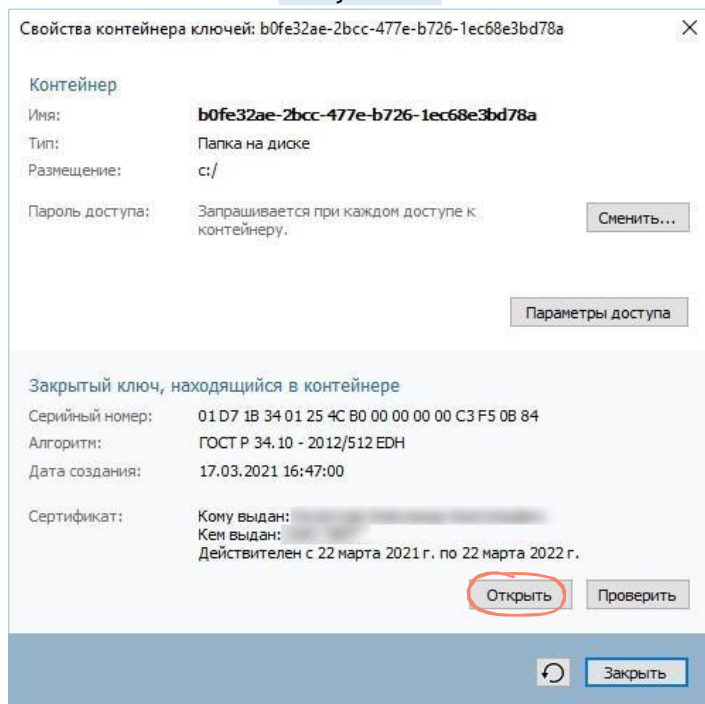 Свойства контейнера ключей: b0fe32ae-2bcc-477e-b726-1ec68e3bd78a
Контейнер
Имя: b0fe32ae-2bcc-477e-b726-1ec68e3bd78a
Тип: Папка на диске
Размещение: c:/
Пароль доступа: Запрашивается при каждом доступе к
контейнеру.
Сменить...
Параметры доступа
Закрытый ключ, находящийся в контейнере
Серийный номер: 01 D7 1B 34 01 25 4C B0 00 00 00 00 C3 F5 0B 84
Алгоритм: ГОСТ Р 34.10 - 2012/512 EDH
Дата создания: 17.03.2021 16:47:00
Сертификат: Кому выдан:
Кем выдан:
Действителен с 22 марта 2021 г. по 22 марта 2022 г.
Открыть Проверить
Закрыть